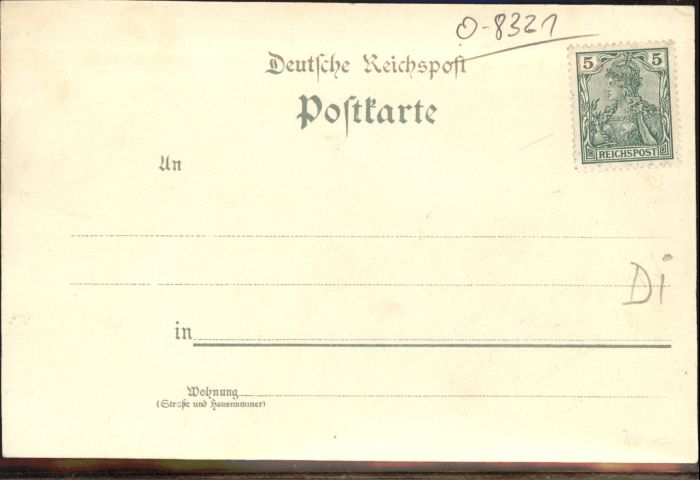 O-8321
Deutsche Reichspost
Postkarte
5 5
REICHSPOST
An
Di
in
Wohnung
(Straße und Hausnummer)